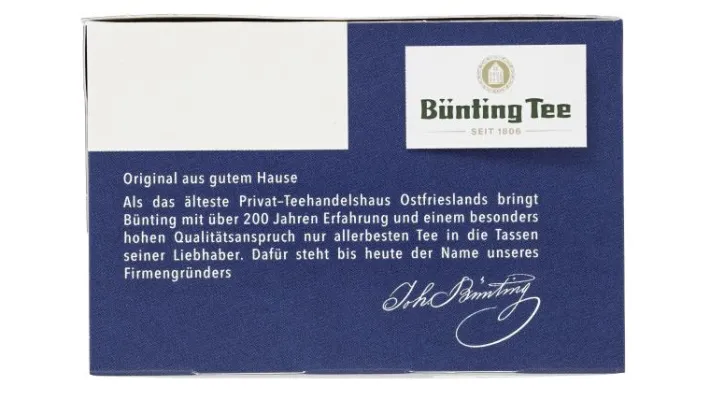 Bünting Tee
SEIT 1806
Original aus gutem Hause
Als das älteste Privat-Teehandelshaus Ostfrieslands bringt
Bünting mit über 200 Jahren Erfahrung und einem besonders
hohen Qualitätsanspruch nur allerbesten Tee in die Tassen
seiner Liebhaber. Dafür steht bis heute der Name unseres
Firmengründers
Joh. Bünting